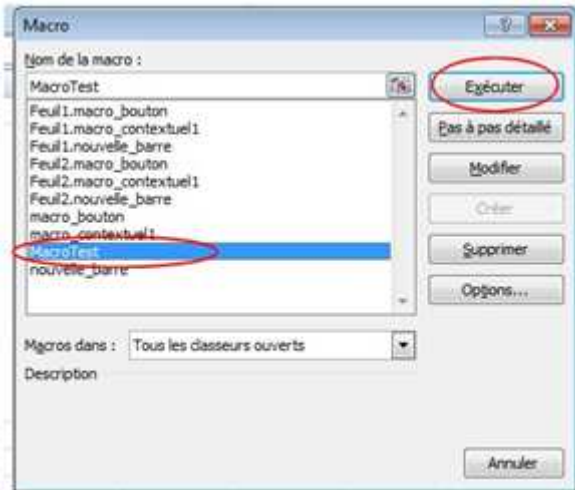 Macro
Nom de la macro :
MacroTest
Exécuter
Feuil1.macro_bouton
Feuil1.macro_contextuel1
Feuil1.nouvelle_barre
Feuil2.macro_bouton
Feuil2.macro_contextuel1
Feuil2.nouvelle_barre
macro_bouton
macro_contextuel1
MacroTest
nouvelle_barre
Pas à pas détaillé
Modifier
Créer
Supprimer
Options...
Macros dans : Tous les classeurs ouverts
Description
Annuler